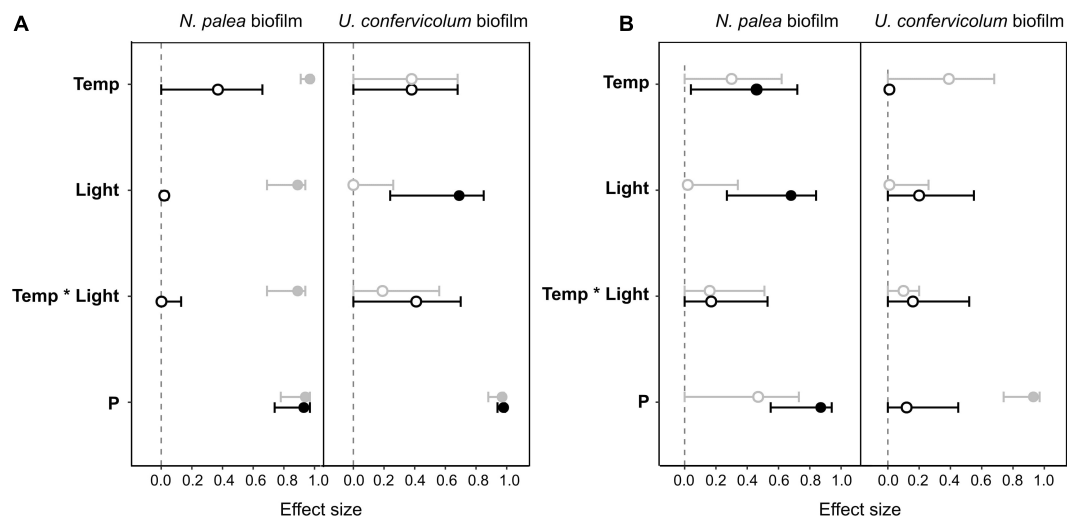 A
N. palea biofilm
U. confervicolum biofilm
Temp
Light
Temp * Light
P
0.0 0.2 0.4 0.6 0.8 1.0
0.0 0.2 0.4 0.6 0.8 1.0
Effect size
B
N. palea biofilm
U. confervicolum biofilm
Temp
Light
Temp * Light
P
0.0 0.2 0.4 0.6 0.8 1.0
0.0 0.2 0.4 0.6 0.8 1.0
Effect size